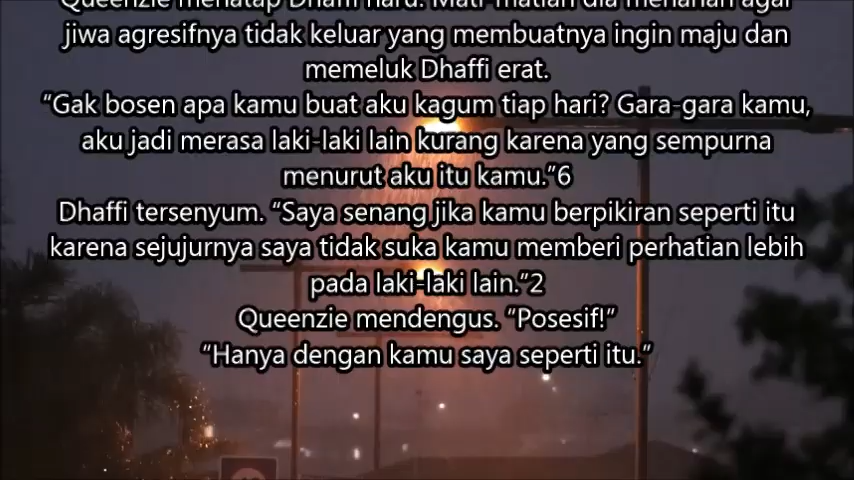 Queenzie menatap Dhaffi haru. Mati-matian dia menahan agar
jiwa agresifnya tidak keluar yang membuatnya ingin maju dan
memeluk Dhaffi erat.
“Gak bosen apa kamu buat aku kagum tiap hari? Gara-gara kamu,
aku jadi merasa laki-laki lain kurang karena yang sempurna
menurut aku itu kamu.”6
Dhaffi tersenyum. “Saya senang jika kamu berpikiran seperti itu
karena sejujurnya saya tidak suka kamu memberi perhatian lebih
pada laki-laki lain.”2
Queenzie mendengus. “Posesif!”
“Hanya dengan kamu saya seperti itu.”